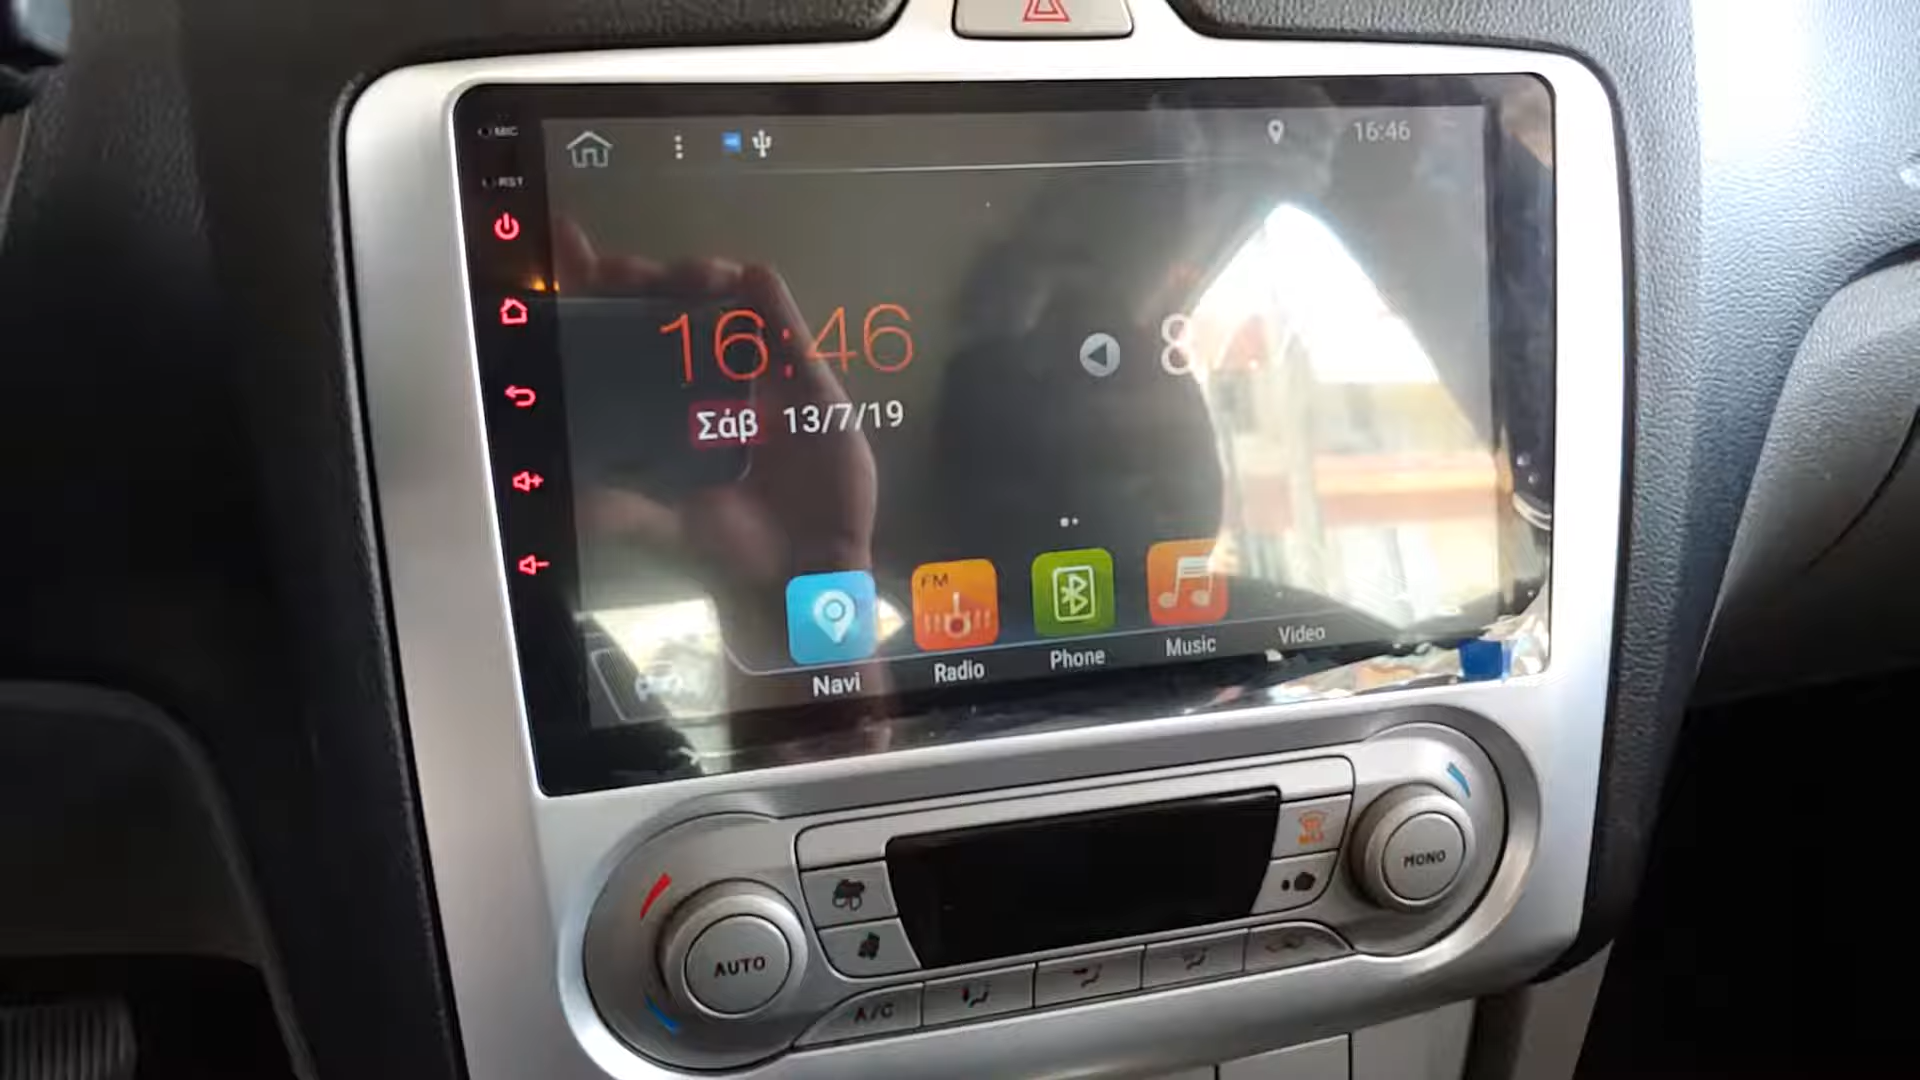 MIC
16:46
RST
16:46
Σάβ 13/7/19
FM
Navi
Radio
Phone
Music
Video
MONO
AUTO
A/C